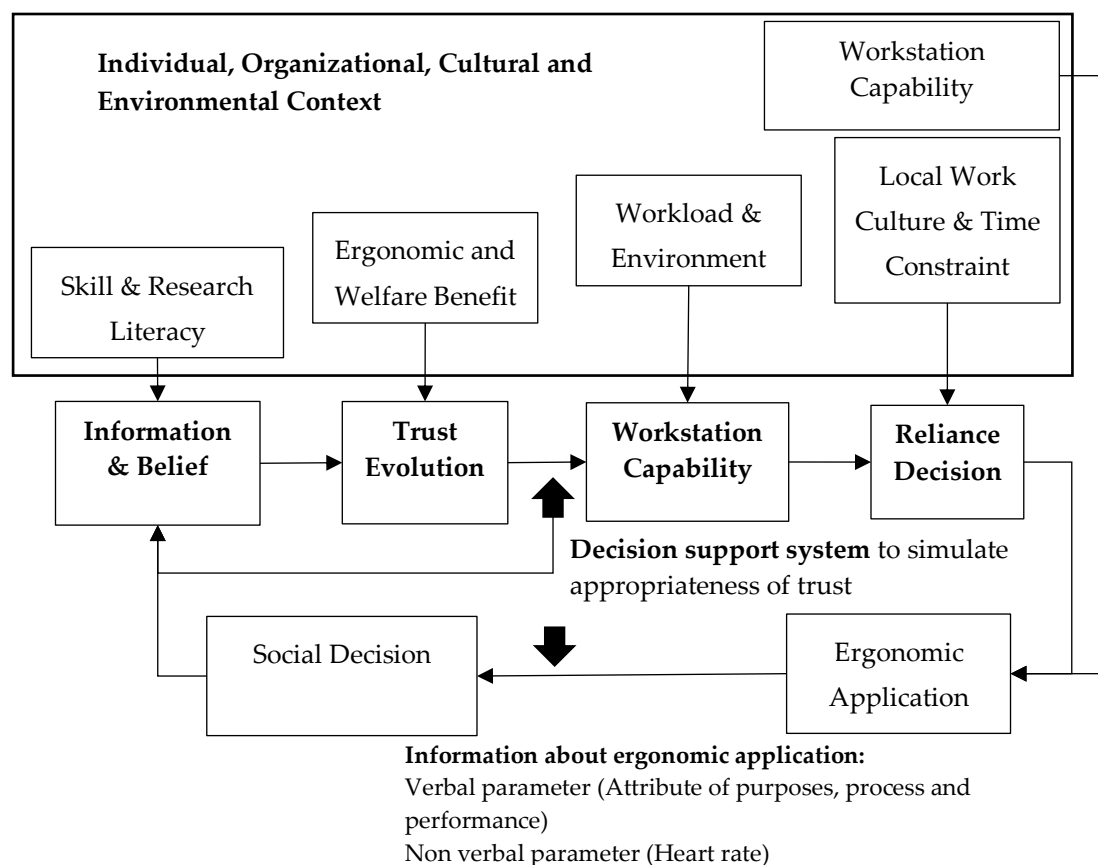 Individual, Organizational, Cultural and
Environmental Context
Workstation
Capability
Local Work
Culture & Time
Constraint
Workload &
Environment
Ergonomic and
Welfare Benefit
Skill & Research
Literacy
Information
& Belief
Trust
Evolution
Workstation
Capability
Reliance
Decision
Decision support system to simulate
appropriateness of trust
Social Decision
Ergonomic
Application
Information about ergonomic application:
Verbal parameter (Attribute of purposes, process and
performance)
Non verbal parameter (Heart rate)